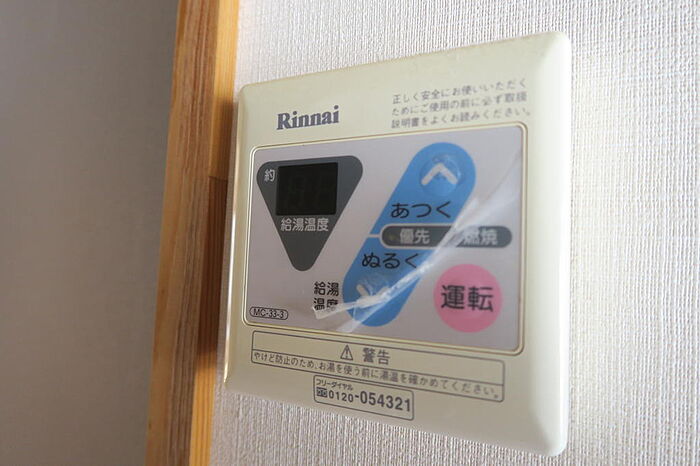 Rinnai
正しく安全にお使いいただく
ためにご使用の前に必ず取扱
説明書をよくお読みください。
約
給湯温度
あつく
優先 燃焼
ぬるく
給湯
温度
運転
MC-33-3
⚠ 警告
やけど防止のため、お湯を使う前に湯温を確かめてください。
フリーダイヤル
0120-054321